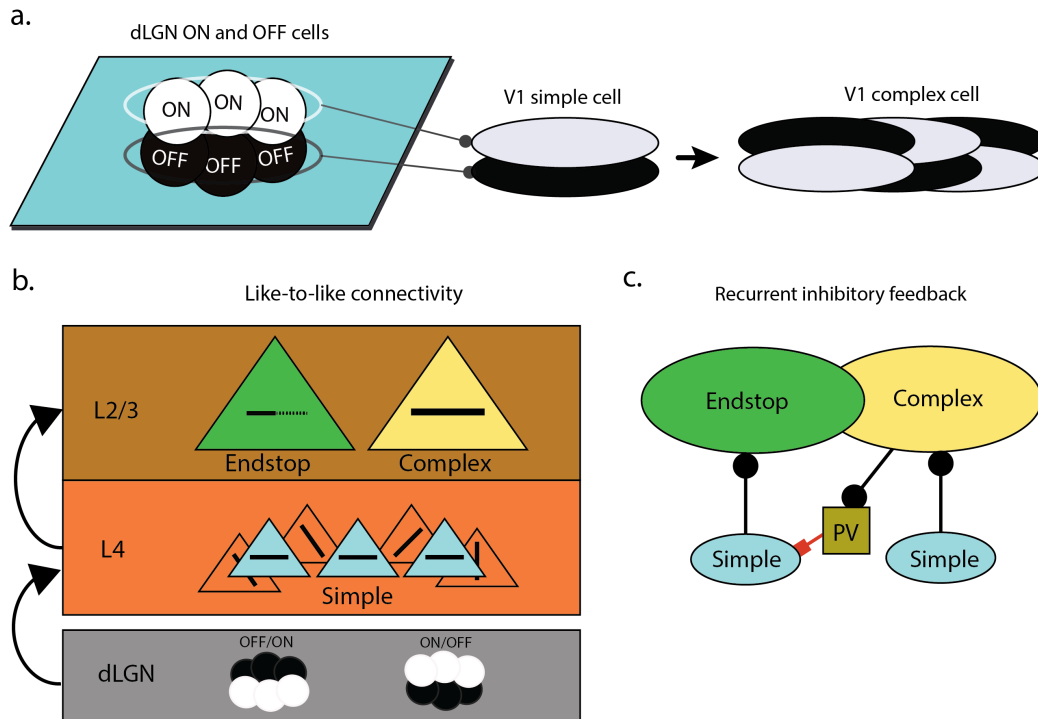 a.
dLGN ON and OFF cells
ON
ON
ON
OFF
OFF
OFF
V1 simple cell
V1 complex cell
b.
Like-to-like connectivity
L2/3
Endstop
Complex
L4
Simple
dLGN
OFF/ON
ON/OFF
c.
Recurrent inhibitory feedback
Endstop
Complex
PV
Simple
Simple